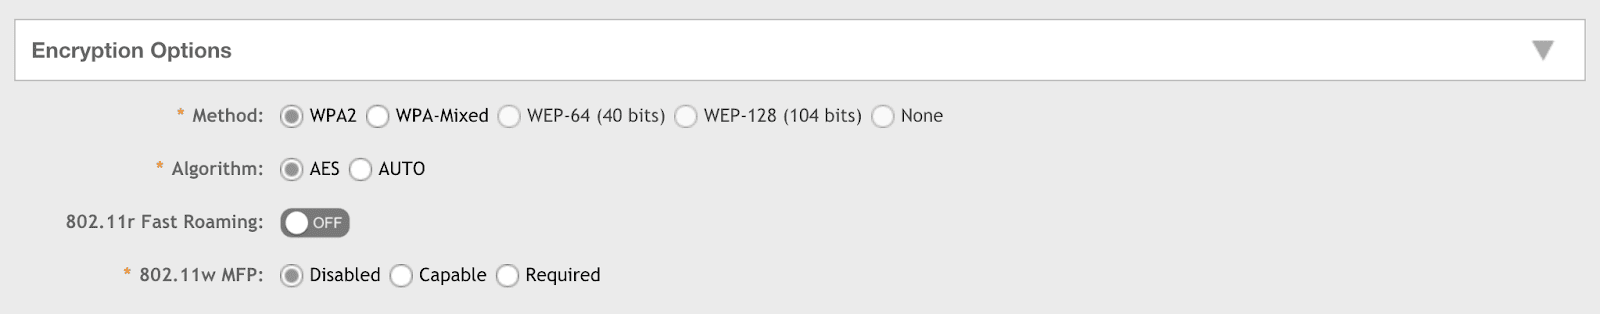 Encryption Options
* Method: WPA2 WPA-Mixed WEP-64 (40 bits) WEP-128 (104 bits) None
* Algorithm: AES AUTO
802.11r Fast Roaming: OFF
* 802.11w MFP: Disabled Capable Required